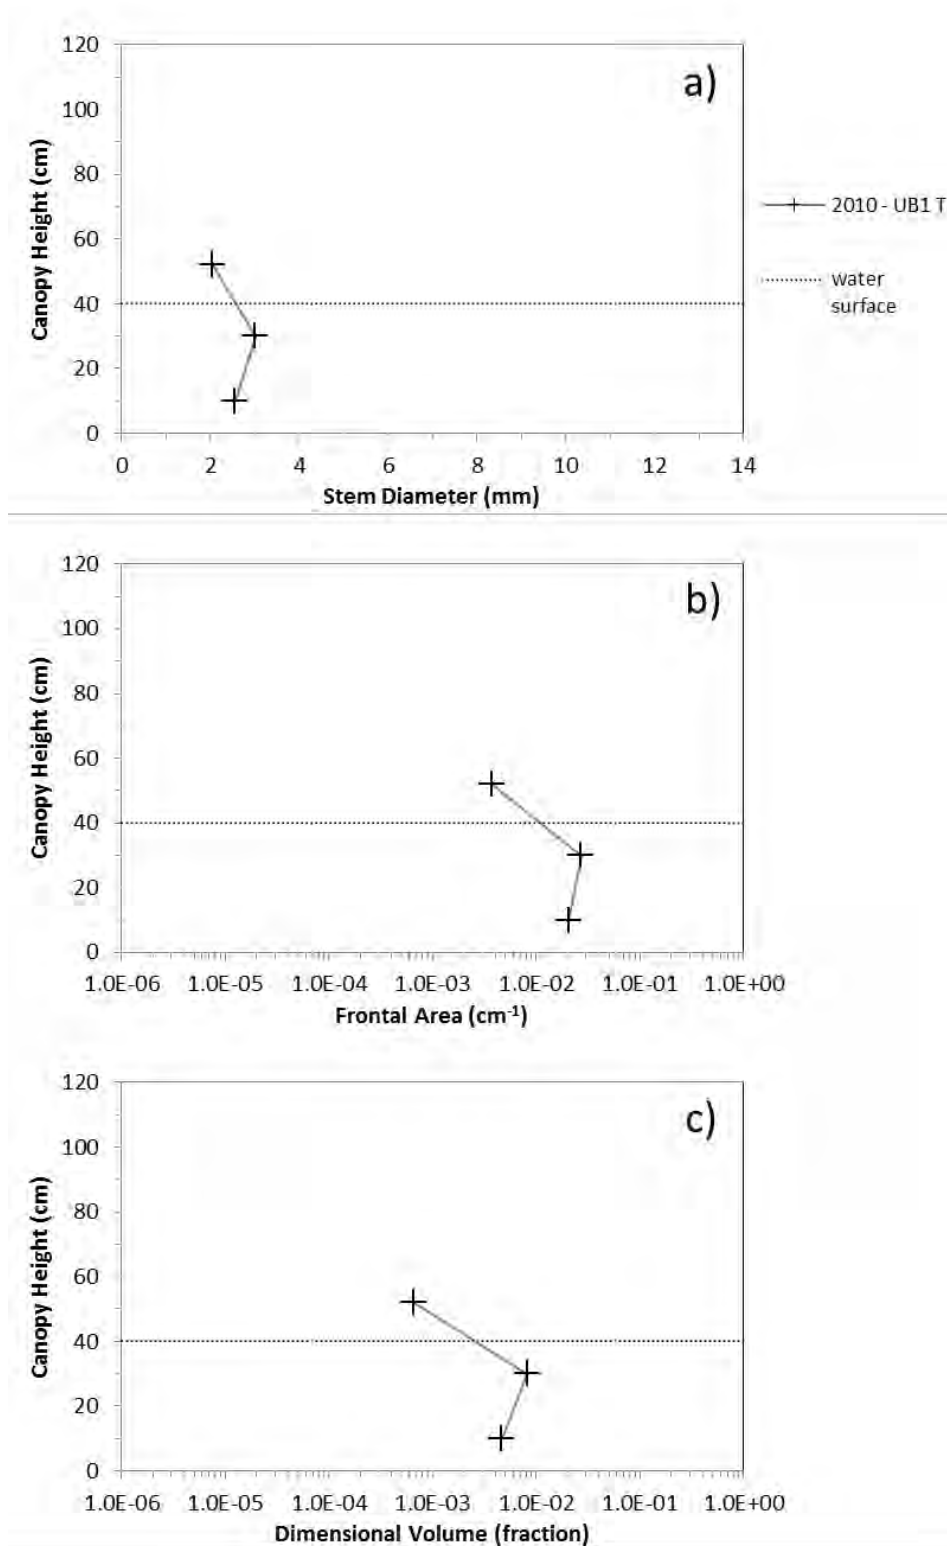 a)
120
100
80
60
40
20
0
Canopy Height (cm)
0 2 4 6 8 10 12 14
Stem Diameter (mm)
2010 - UB1 T
water
surface
b)
120
100
80
60
40
20
0
Canopy Height (cm)
1.0E-06 1.0E-05 1.0E-04 1.0E-03 1.0E-02 1.0E-01 1.0E+00
Frontal Area (cm⁻¹)
c)
120
100
80
60
40
20
0
Canopy Height (cm)
1.0E-06 1.0E-05 1.0E-04 1.0E-03 1.0E-02 1.0E-01 1.0E+00
Dimensional Volume (fraction)